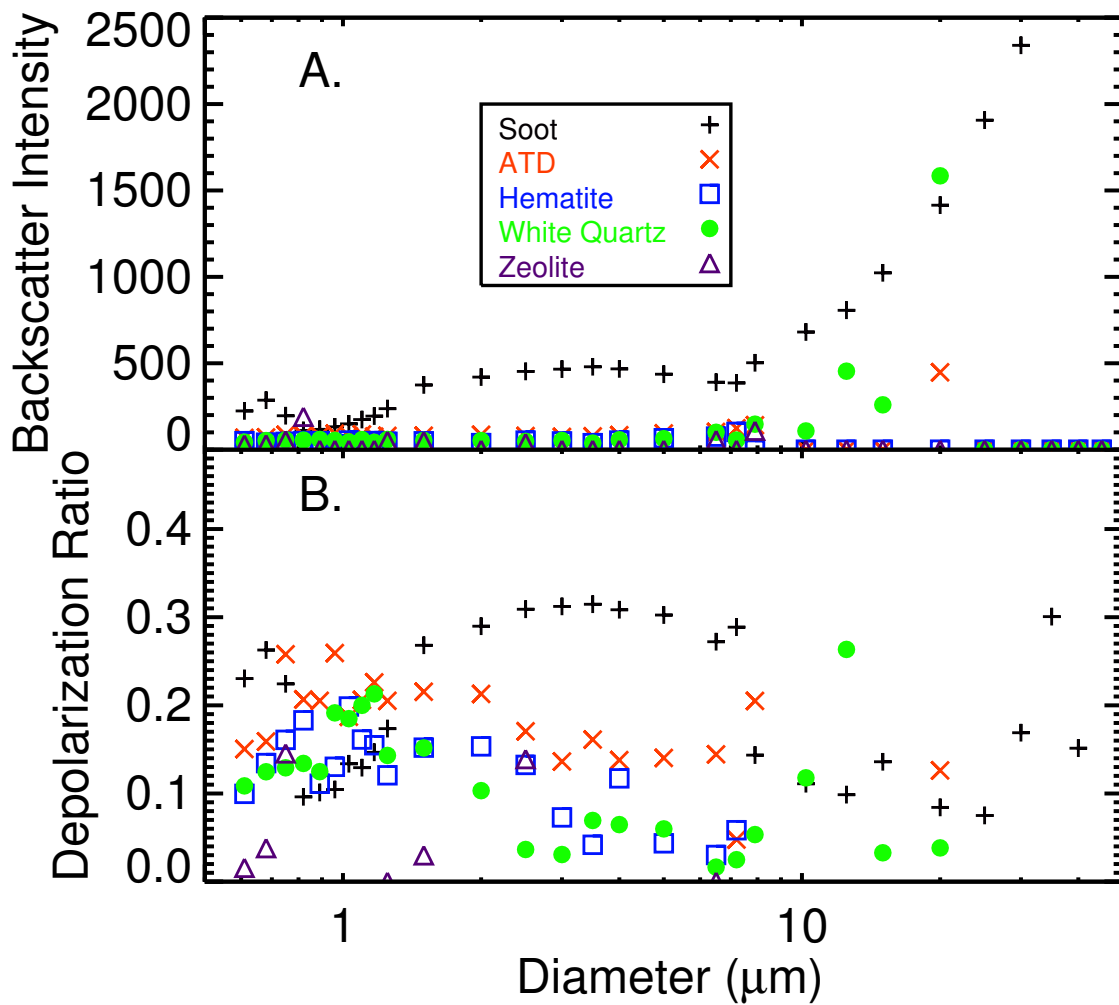 2500
2000
1500
1000
500
0
Backscatter Intensity
A.
Soot
ATD
Hematite
White Quartz
Zeolite
B.
0.4
0.3
0.2
0.1
0.0
Depolarization Ratio
1 10
Diameter (μm)